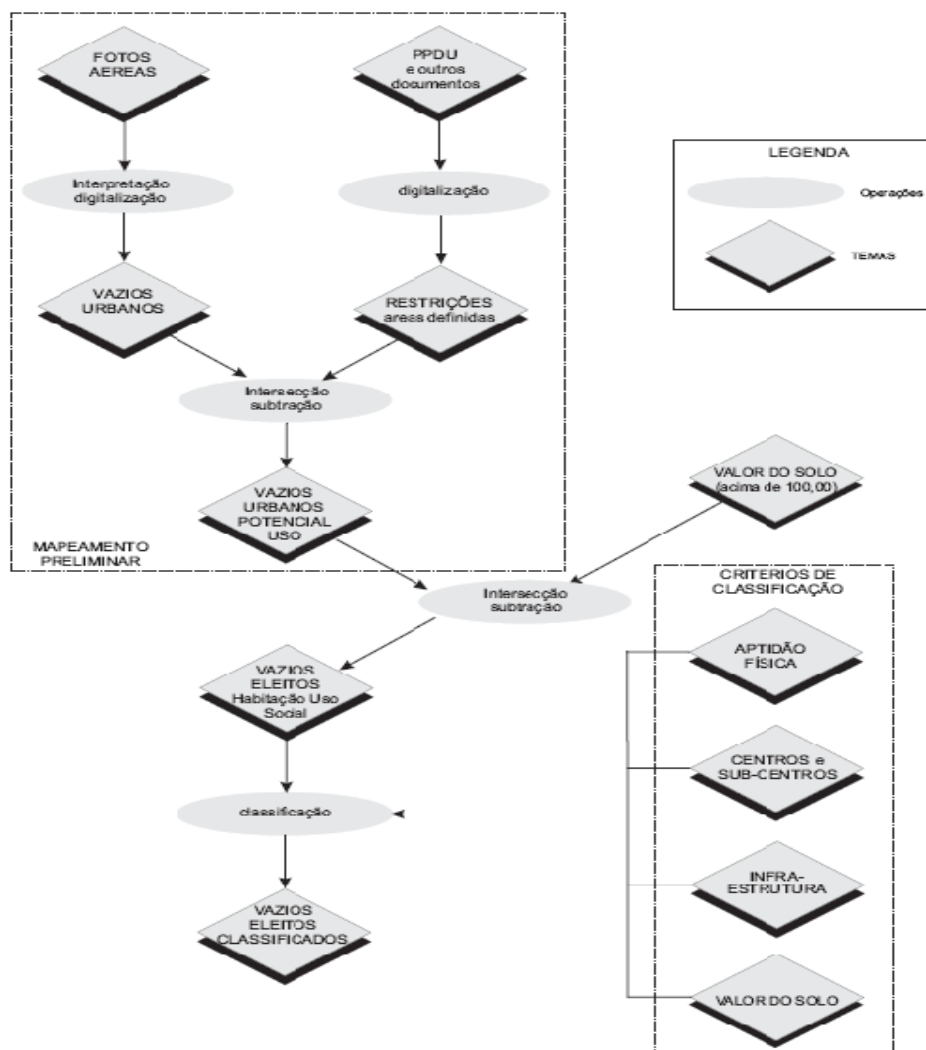 FOTOS
AEREAS
PPDU
e outros
documentos
Interpretação
digitalização
digitalização
VAZIOS
URBANOS
RESTRIÇÕES
areas definidas
Intersecção
subtração
VAZIOS
URBANOS
POTENCIAL
USO
MAPEAMENTO
PRELIMINAR
LEGENDA
Operações
TEMAS
VALOR DO SOLO
(acima de 100,00)
Intersecção
subtração
VAZIOS
ELEITOS
Habitação Uso
Social
classificação
VAZIOS
ELEITOS
CLASSIFICADOS
CRITERIOS DE
CLASSIFICAÇÃO
APTIDÃO
FÍSICA
CENTROS e
SUB-CENTROS
INFRA-
ESTRUTURA
VALOR DO SOLO